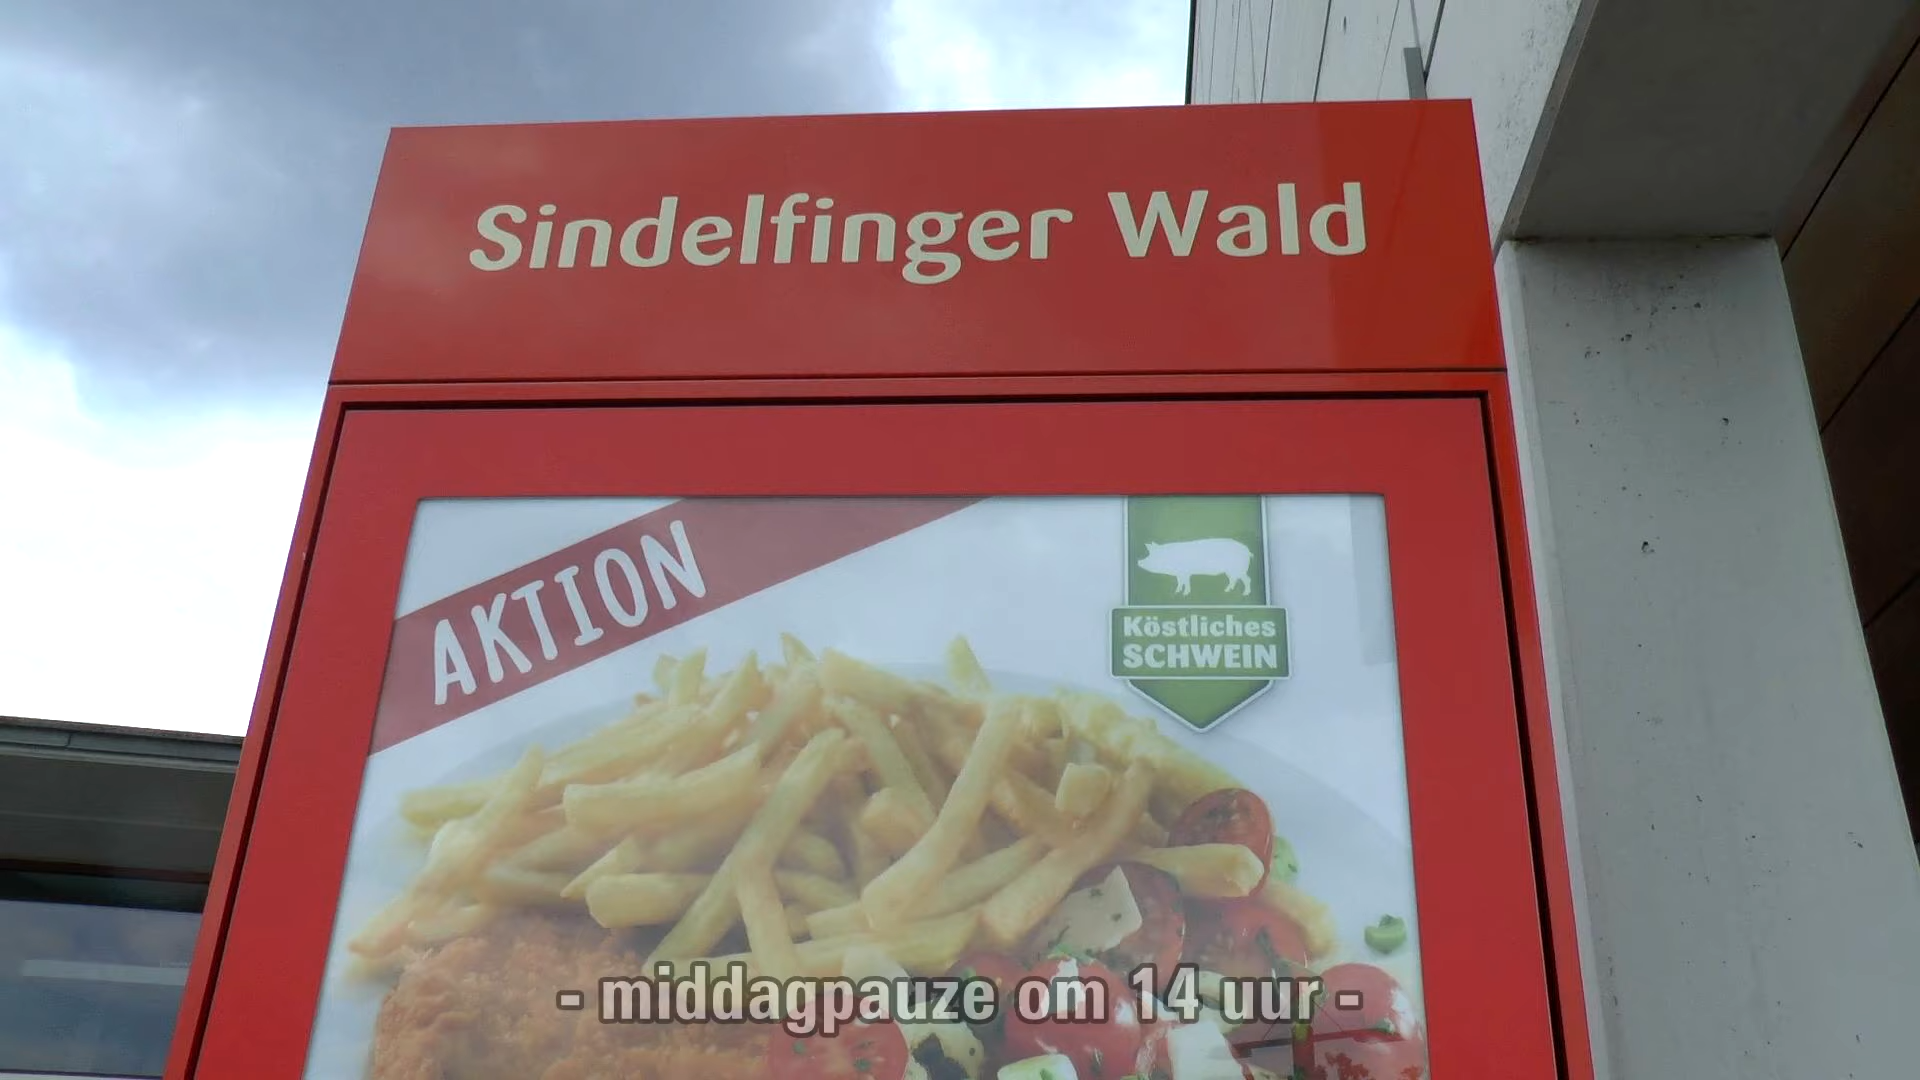 Sindelfinger Wald
AKTION
Köstliches
SCHWEIN
- middagpauze om 14 uur -